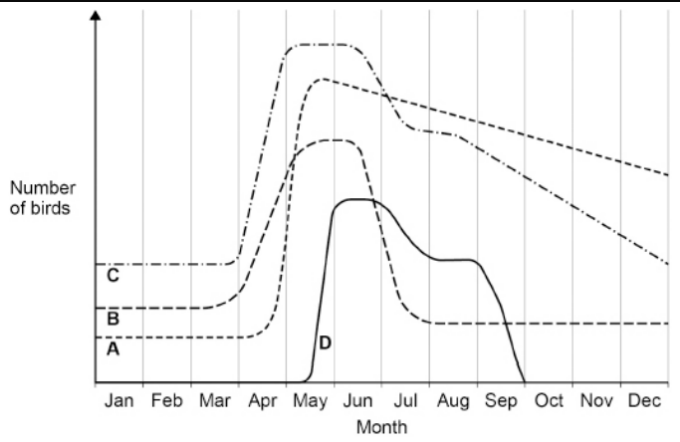 Number
of birds
C
B
A
D
Jan Feb Mar Apr May Jun Jul Aug Sep Oct Nov Dec
Month